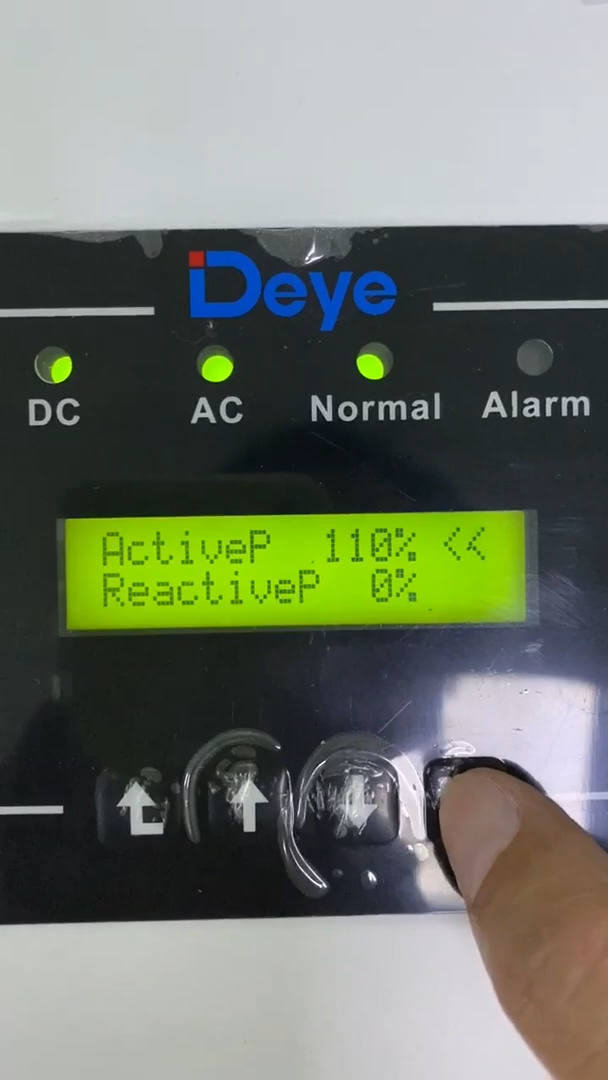 Deye
DC AC Normal Alarm
ActiveP 110% <<
ReactiveP 0%